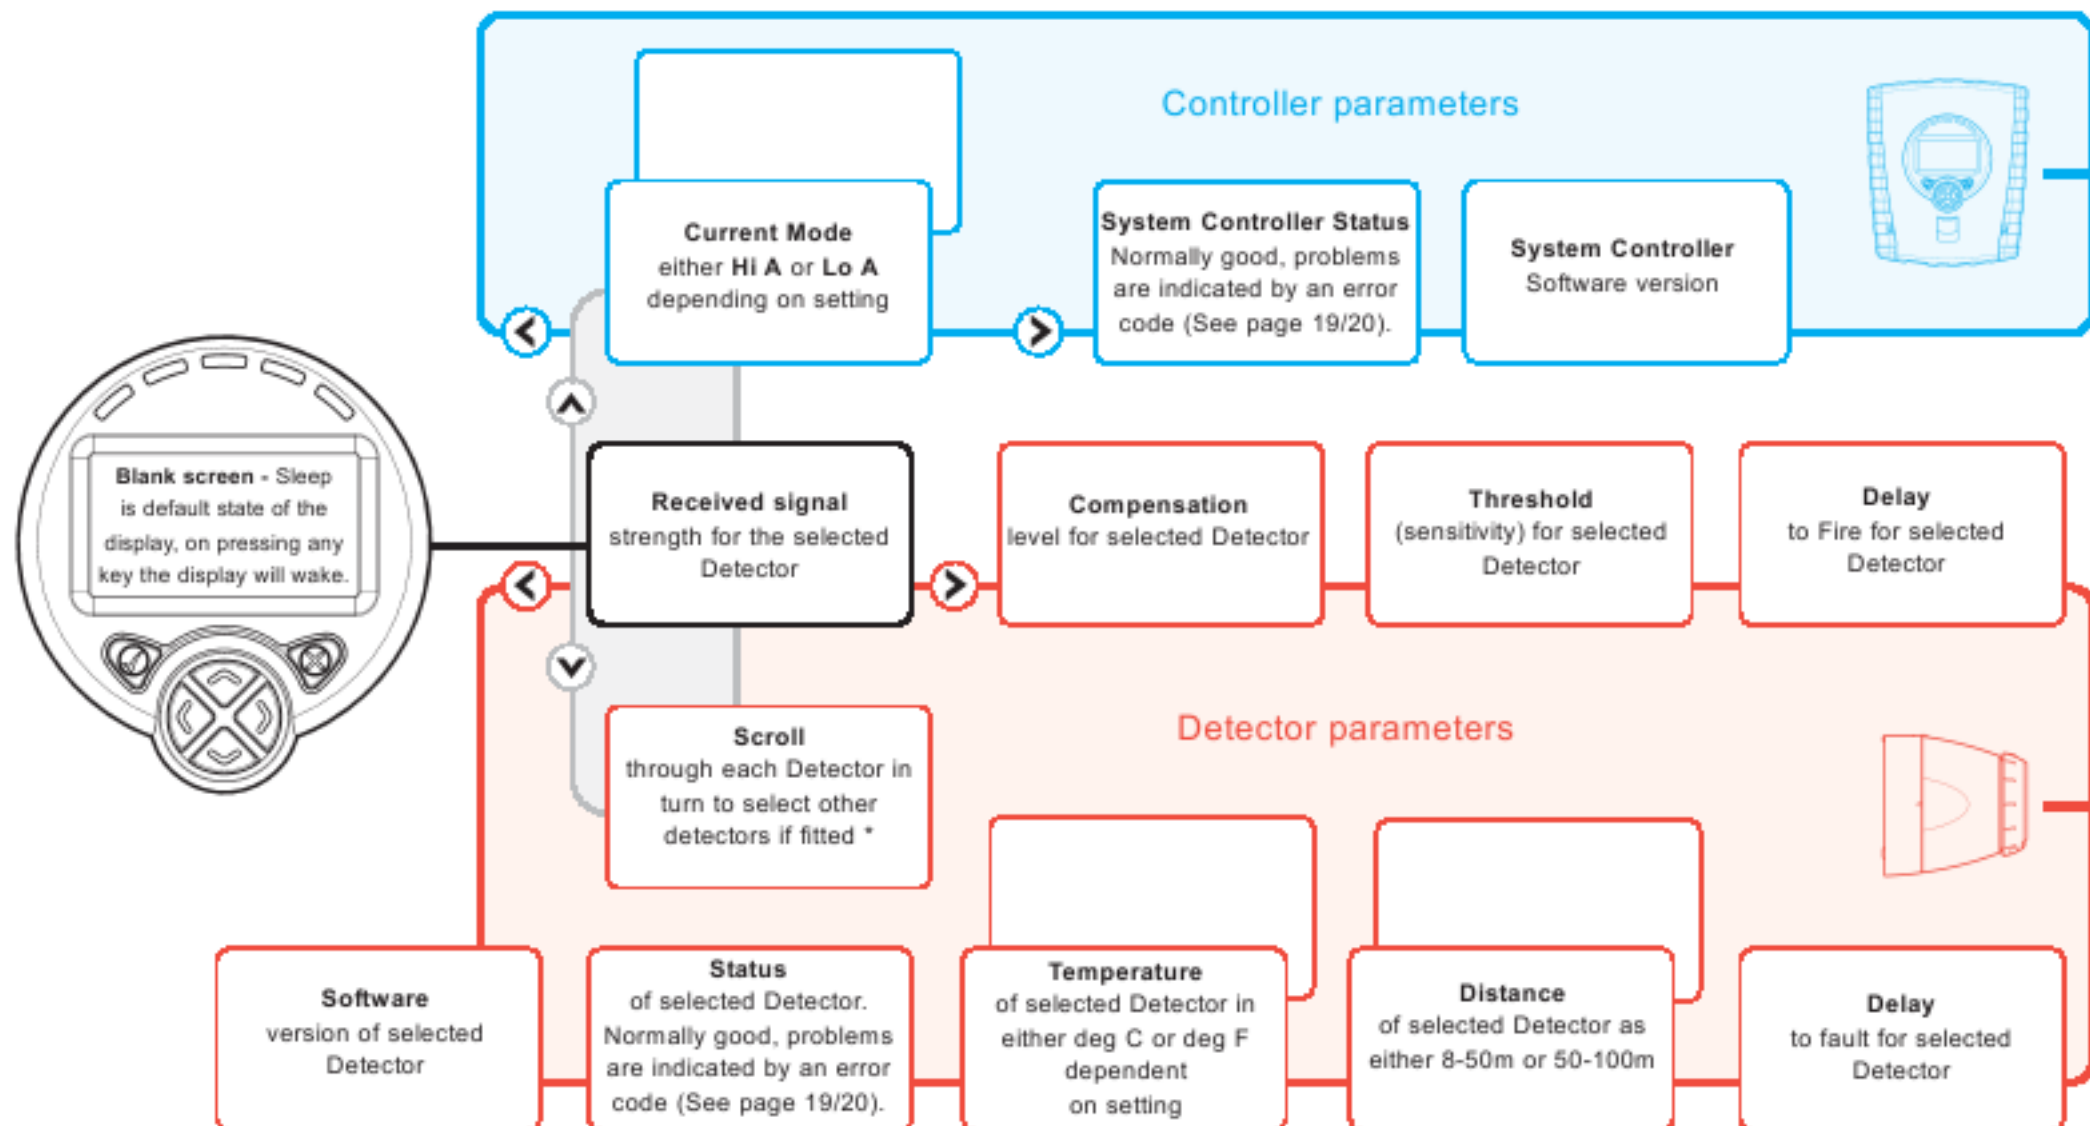 Controller parameters
Current Mode
either Hi A or Lo A
depending on setting
System Controller Status
Normally good, problems
are indicated by an error
code (See page 19/20).
System Controller
Software version
Blank screen - Sleep
is default state of the
display, on pressing any
key the display will wake.
Received signal
strength for the selected
Detector
Compensation
level for selected Detector
Threshold
(sensitivity) for selected
Detector
Delay
to Fire for selected
Detector
Detector parameters
Scroll
through each Detector in
turn to select other
detectors if fitted *
Software
version of selected
Detector
Status
of selected Detector.
Normally good, problems
are indicated by an error
code (See page 19/20).
Temperature
of selected Detector in
either deg C or deg F
dependent
on setting
Distance
of selected Detector as
either 8-50m or 50-100m
Delay
to fault for selected
Detector